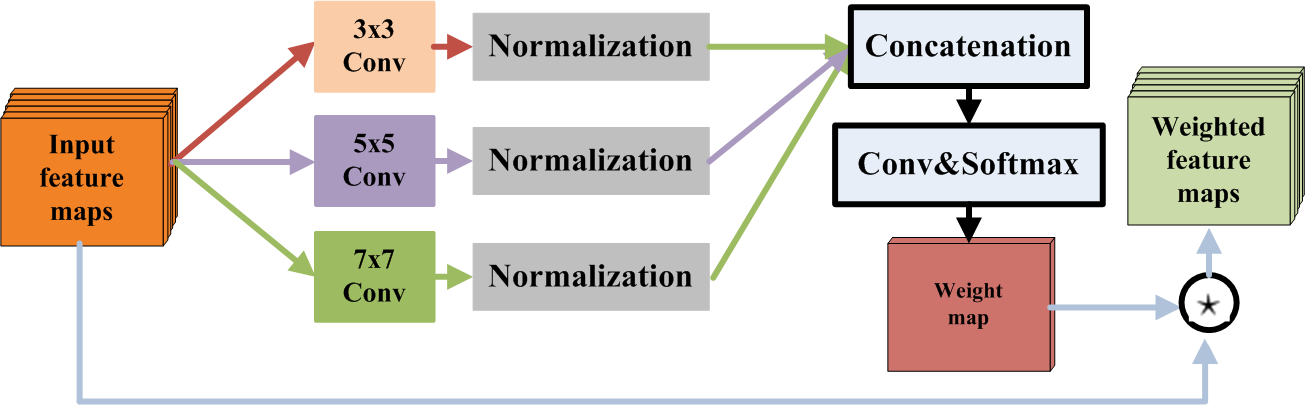 Input
feature
maps
3x3
Conv
Normalization
5x5
Conv
Normalization
7x7
Conv
Normalization
Concatenation
Conv&Softmax
Weight
map
Weighted
feature
maps